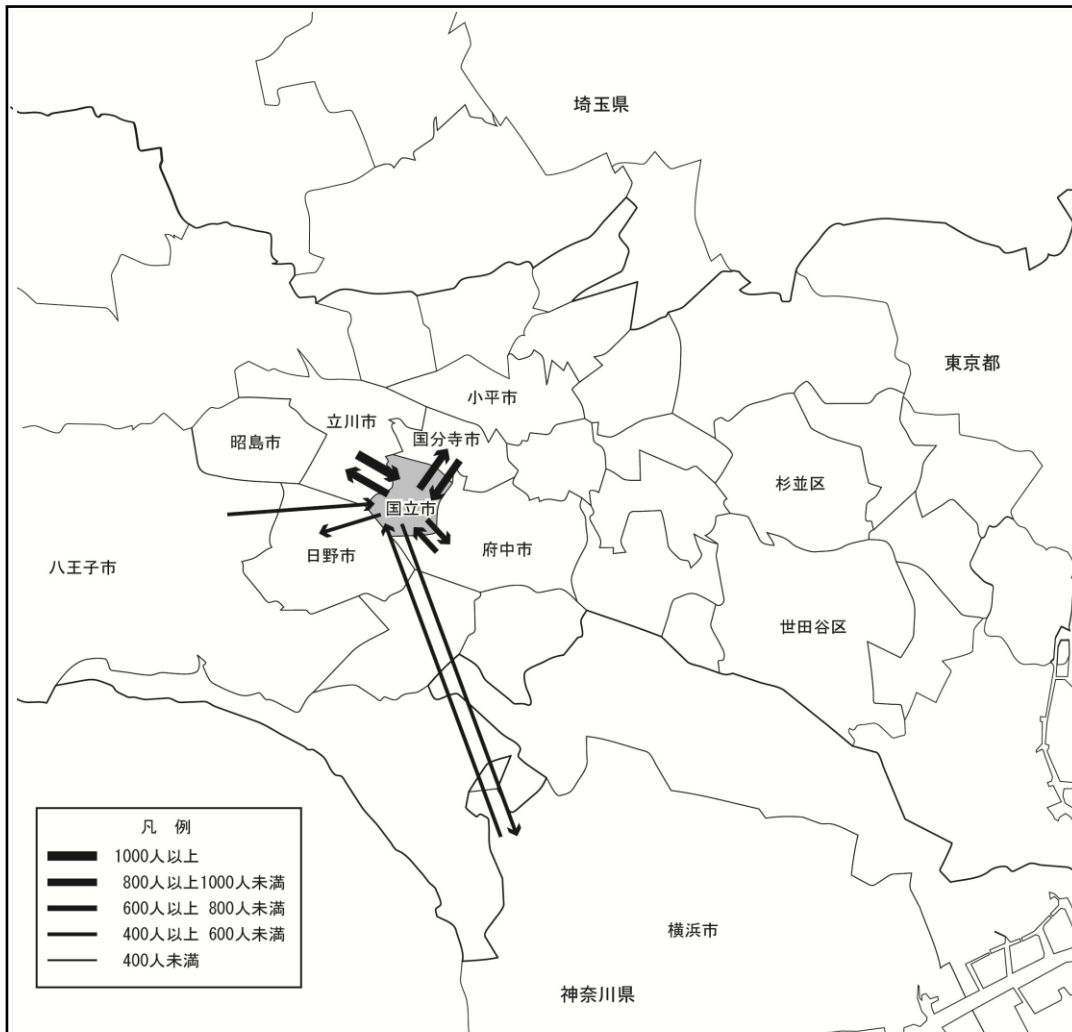 埼玉県
東京都
小平市
立川市
国分寺市
昭島市
杉並区
国立市
府中市
日野市
八王子市
世田谷区
横浜市
神奈川県
凡 例
1000人以上
800人以上1000人未満
600人以上 800人未満
400人以上 600人未満
400人未満